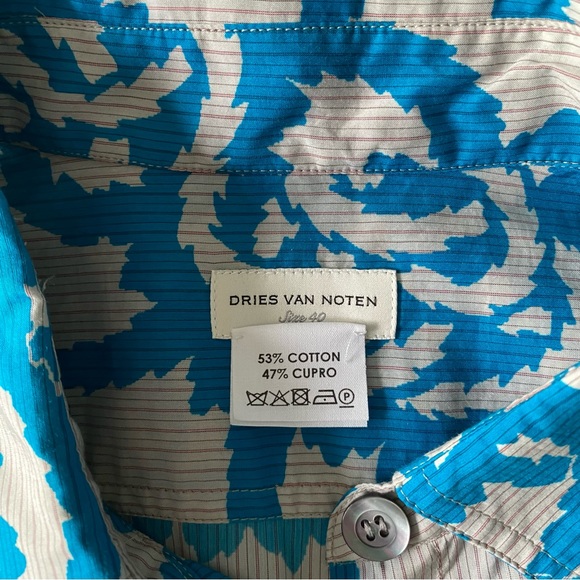 DRIES VAN NOTEN
Size 40
53% COTTON
47% CUPRO
P